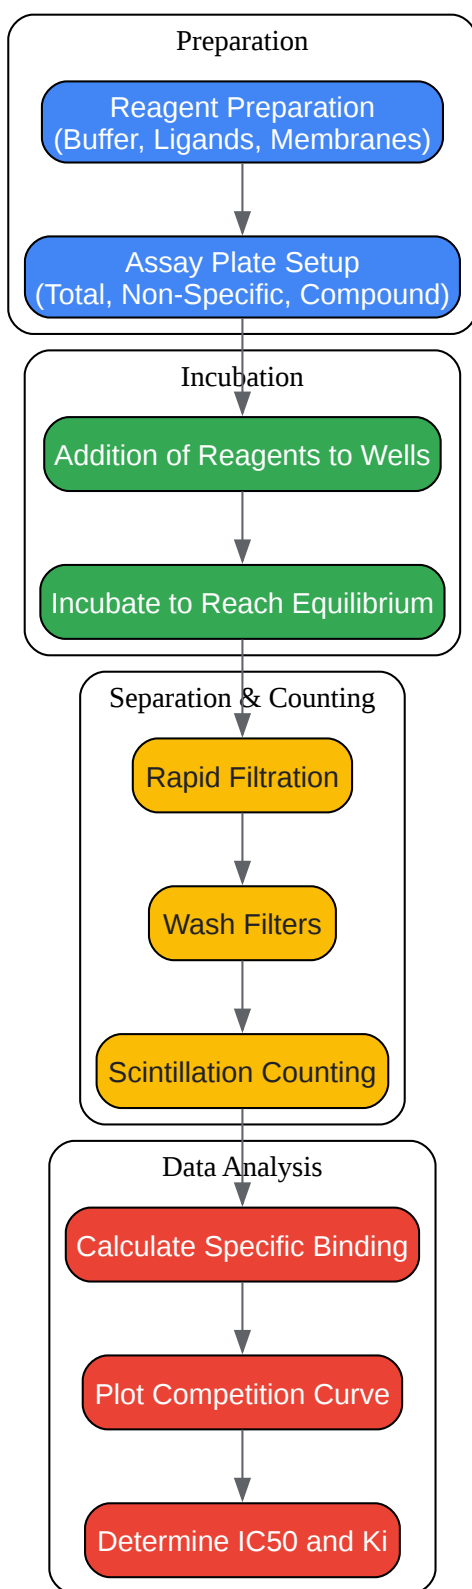 Preparation
Reagent Preparation
(Buffer, Ligands, Membranes)
Assay Plate Setup
(Total, Non-Specific, Compound)
Incubation
Addition of Reagents to Wells
Incubate to Reach Equilibrium
Separation & Counting
Rapid Filtration
Wash Filters
Scintillation Counting
Data Analysis
Calculate Specific Binding
Plot Competition Curve
Determine IC50 and Ki